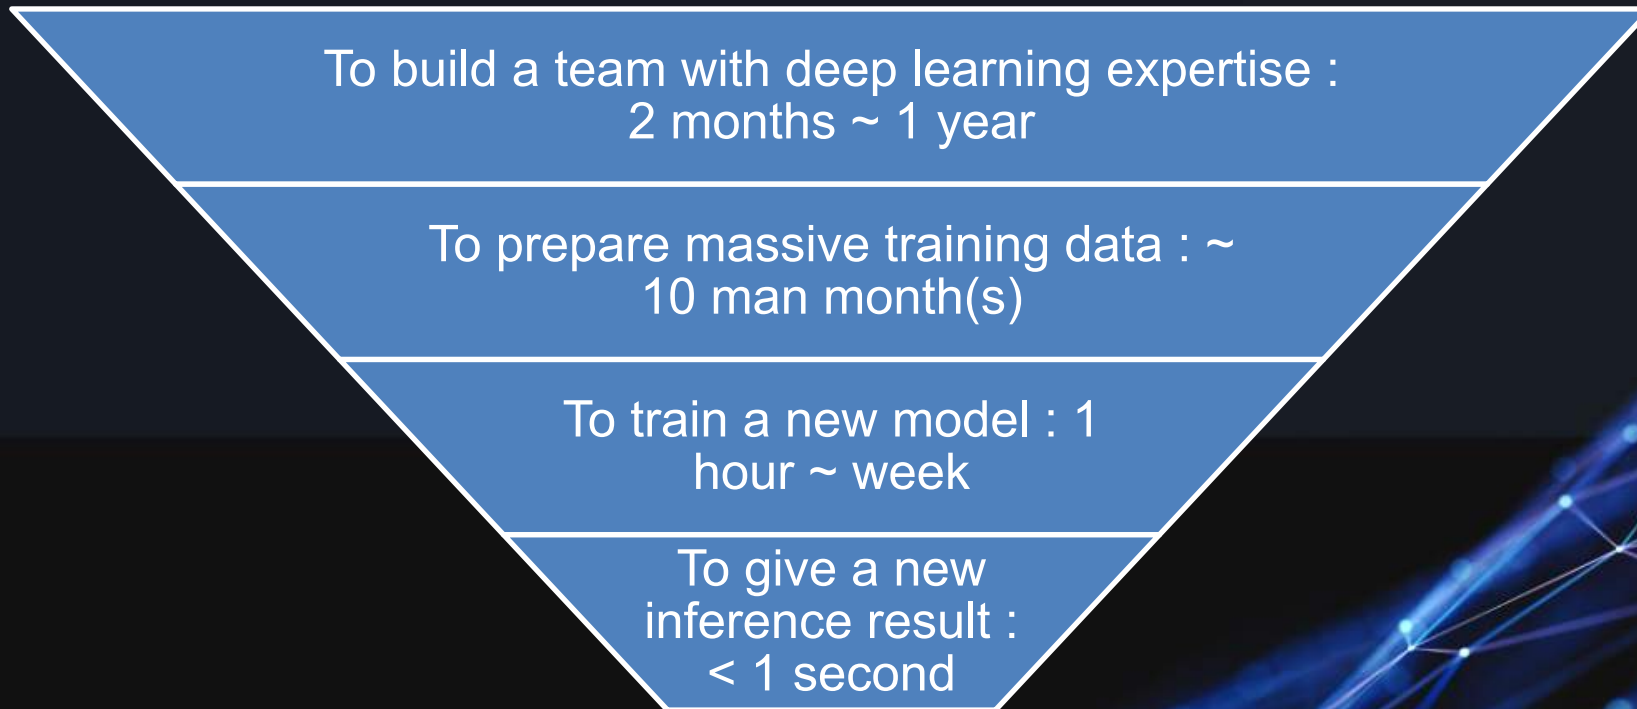 To build a team with deep learning expertise :
2 months ~ 1 year
To prepare massive training data : ~
10 man month(s)
To train a new model : 1
hour ~ week
To give a new
inference result :
< 1 second